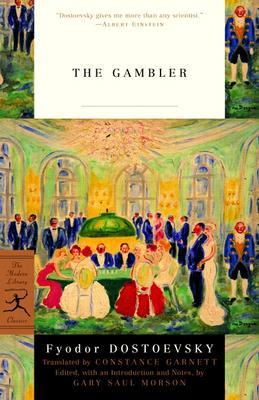 "Dostoevsky gives me more than any scientist."
—ALBERT EINSTEIN
THE GAMBLER
The Modern Library
Classics
Fyodor DOSTOEVSKY
Translated by CONSTANCE GARNETT
Edited, with an Introduction and Notes, by
GARY SAUL MORSON